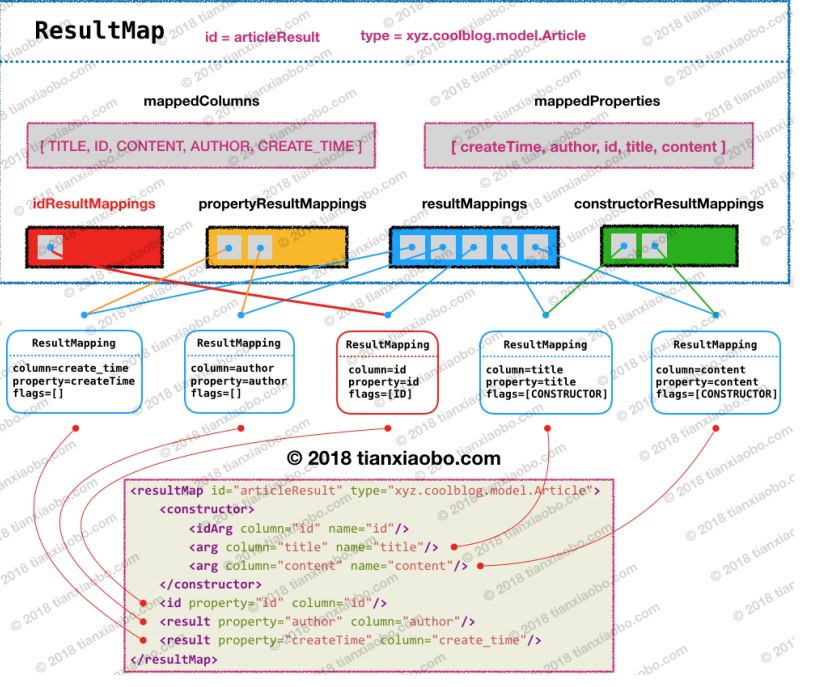 ResultMap
id = articleResult
type = xyz.coolblog.model.Article
mappedColumns
mappedProperties
[ TITLE, ID, CONTENT, AUTHOR, CREATE_TIME ]
[ createTime, author, id, title, content ]
idResultMappings
propertyResultMappings
resultMappings
constructorResultMappings
ResultMapping
column=create_time
property=createTime
flags=[]
ResultMapping
column=author
property=author
flags=[]
ResultMapping
column=id
property=id
flags=[ID]
ResultMapping
column=title
property=title
flags=[CONSTRUCTOR]
ResultMapping
column=content
property=content
flags=[CONSTRUCTOR]
© 2018 tianxiaobo.com
<resultMap id="articleResult" type="xyz.coolblog.model.Article">
<constructor>
<idArg column="id" name="id"/>
<arg column="title" name="title"/>
<arg column="content" name="content"/>
</constructor>
<id property="id" column="id"/>
<result property="author" column="author"/>
<result property="createTime" column="create_time"/>
</resultMap>